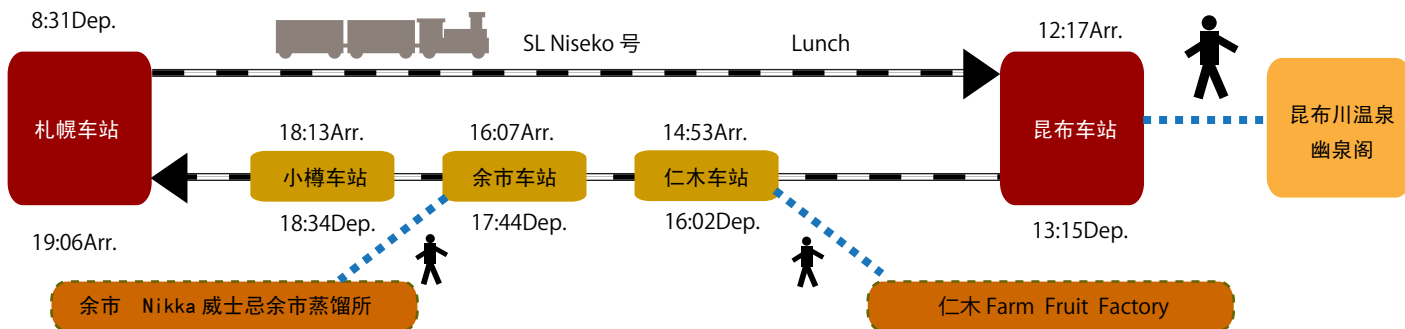 8:31Dep.
SL Niseko 号
Lunch
12:17Arr.
札幌车站
昆布车站
昆布川温泉
幽泉阁
18:13Arr.
16:07Arr.
14:53Arr.
小樽车站
余市车站
仁木车站
18:34Dep.
17:44Dep.
16:02Dep.
19:06Arr.
13:15Dep.
余市 Nikka 威士忌余市蒸馏所
仁木 Farm Fruit Factory